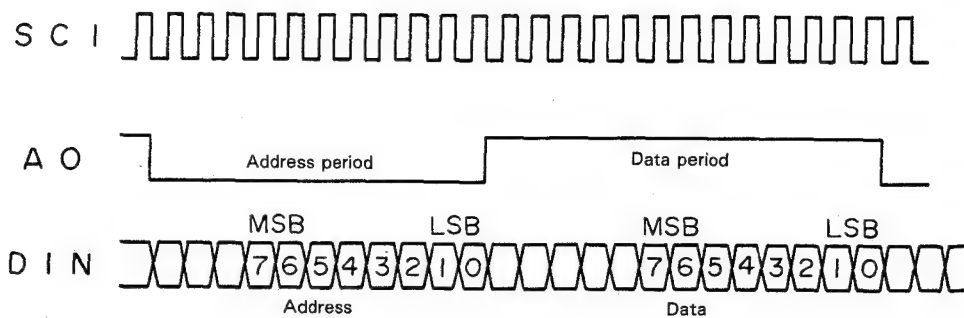 S C I
A 0 Address period Data period
MSB LSB MSB LSB
D I N 7 6 5 4 3 2 1 0 7 6 5 4 3 2 1 0
Address Data